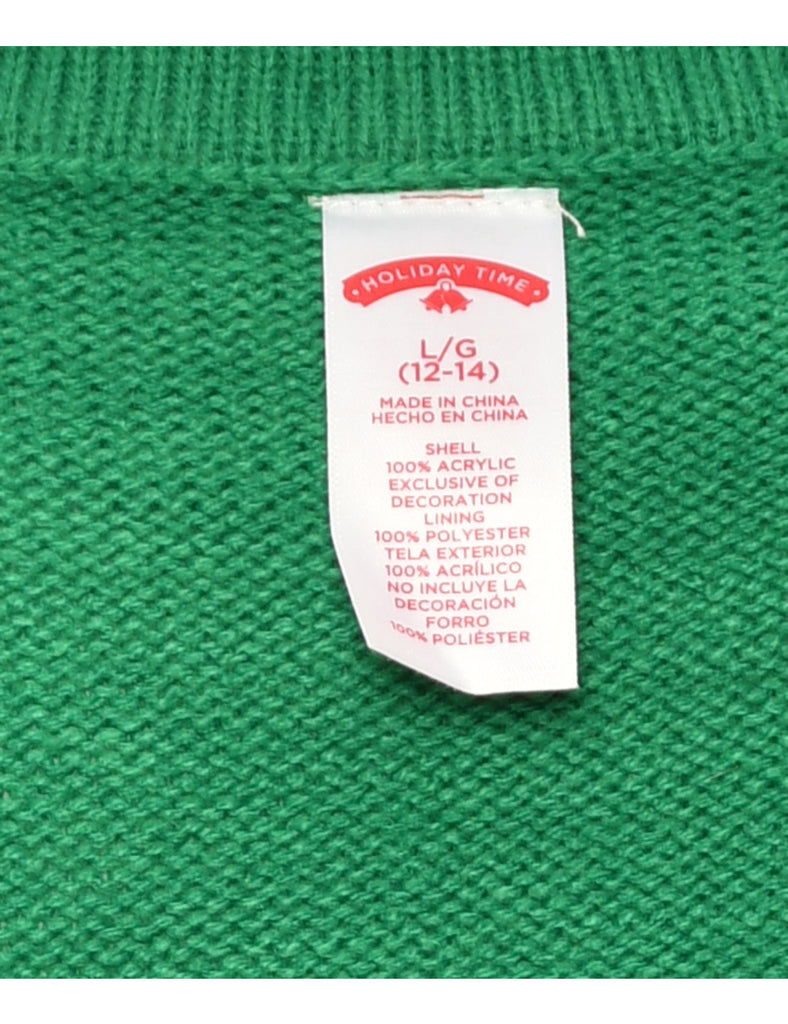 · HOLIDAY TIME ·
L/G
(12-14)
MADE IN CHINA
HECHO EN CHINA
SHELL
100% ACRYLIC
EXCLUSIVE OF
DECORATION
LINING
100% POLYESTER
TELA EXTERIOR
100% ACRÍLICO
NO INCLUYE LA
DECORACIÓN
FORRO
100% POLIÉSTER